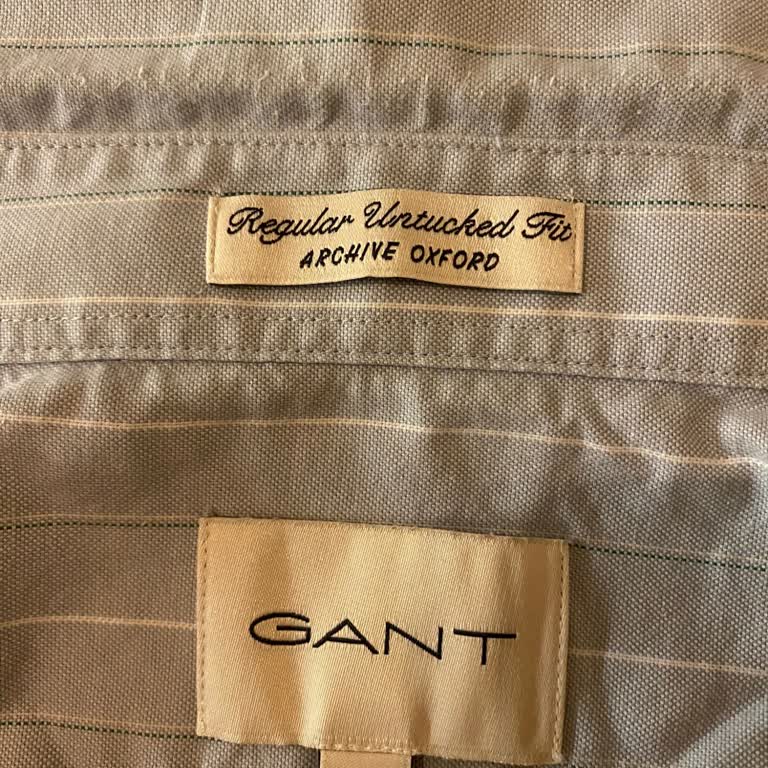 Regular Untucked Fit
ARCHIVE OXFORD
GANT